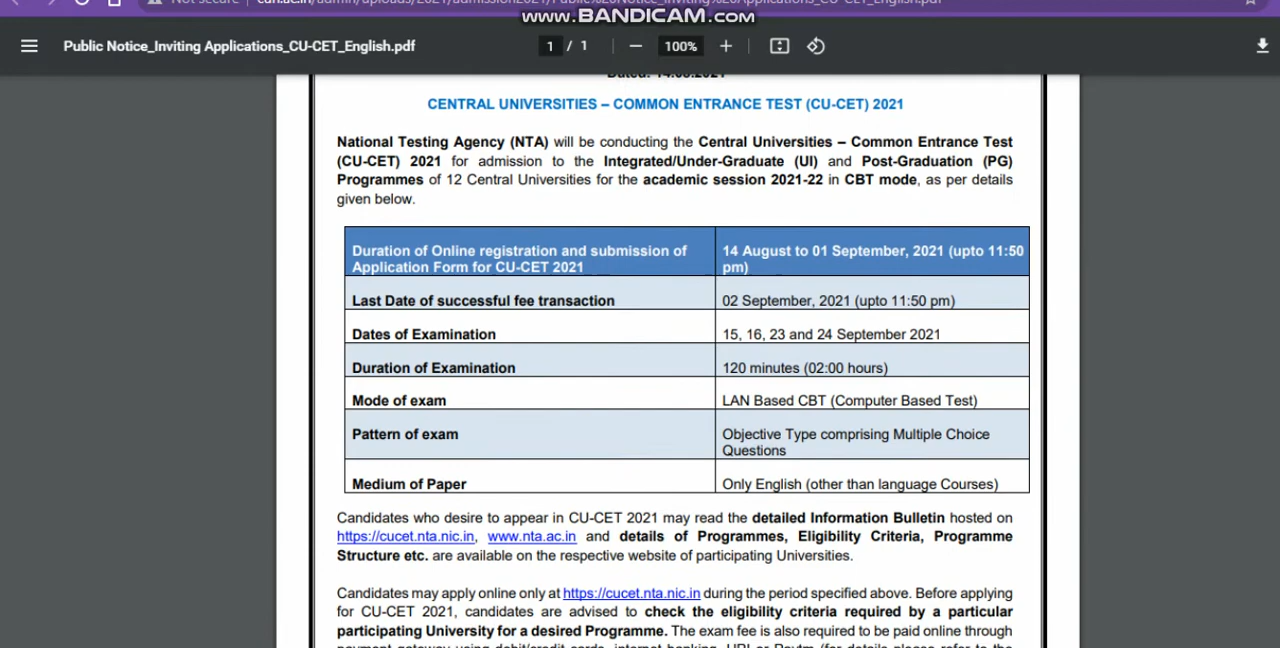 www.BANDICAM.com
Public Notice_Inviting Applications_CU-CET_English.pdf
1 / 1
100%
CENTRAL UNIVERSITIES – COMMON ENTRANCE TEST (CU-CET) 2021
National Testing Agency (NTA) will be conducting the Central Universities – Common Entrance Test
(CU-CET) 2021 for admission to the Integrated/Under-Graduate (UI) and Post-Graduation (PG)
Programmes of 12 Central Universities for the academic session 2021-22 in CBT mode, as per details
given below.
Duration of Online registration and submission of
Application Form for CU-CET 2021
14 August to 01 September, 2021 (upto 11:50
pm)
Last Date of successful fee transaction
02 September, 2021 (upto 11:50 pm)
Dates of Examination
15, 16, 23 and 24 September 2021
Duration of Examination
120 minutes (02:00 hours)
Mode of exam
LAN Based CBT (Computer Based Test)
Pattern of exam
Objective Type comprising Multiple Choice
Questions
Medium of Paper
Only English (other than language Courses)
Candidates who desire to appear in CU-CET 2021 may read the detailed Information Bulletin hosted on
https://cucet.nta.nic.in, www.nta.ac.in and details of Programmes, Eligibility Criteria, Programme
Structure etc. are available on the respective website of participating Universities.
Candidates may apply online only at https://cucet.nta.nic.in during the period specified above. Before applying
for CU-CET 2021, candidates are advised to check the eligibility criteria required by a particular
participating University for a desired Programme. The exam fee is also required to be paid online through